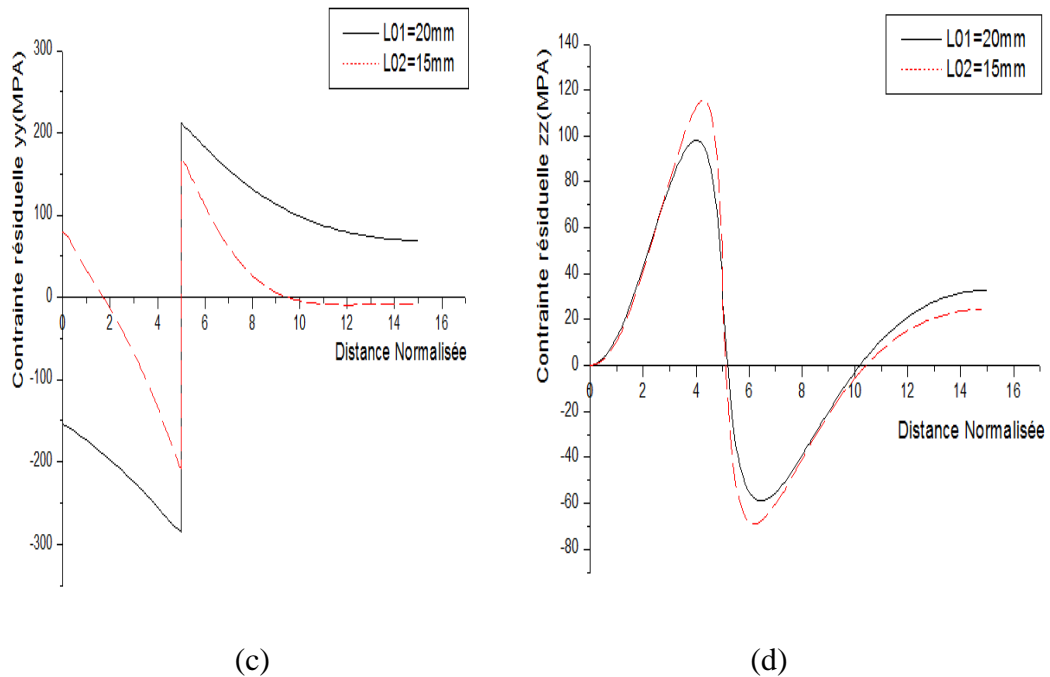 L01=20mm
L02=15mm
Contrainte résiduelle yy(MPA)
300
200
100
0
-100
-200
-300
0 2 4 6 8 10 12 14 16
Distance Normalisée
(c)
L01=20mm
L02=15mm
Contrainte résiduelle zz(MPA)
140
120
100
80
60
40
20
0
-20
-40
-60
-80
0 2 4 6 8 10 12 14 16
Distance Normalisée
(d)